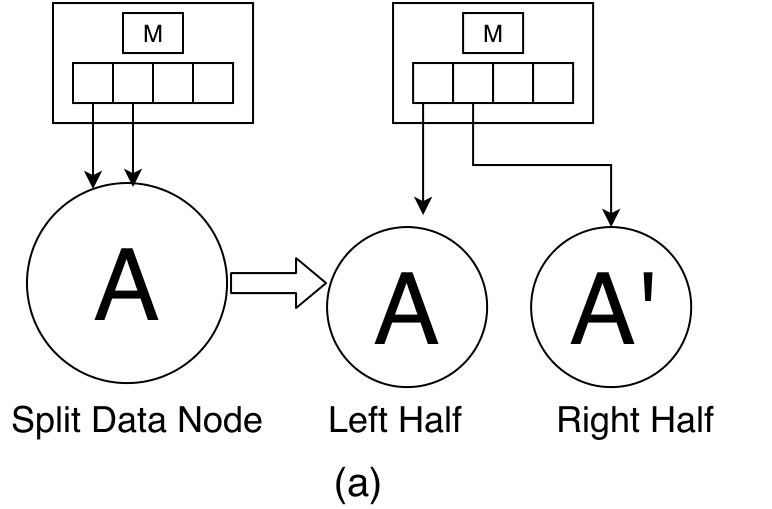 M
M
A
A
A'
Split Data Node
Left Half
Right Half
(a)